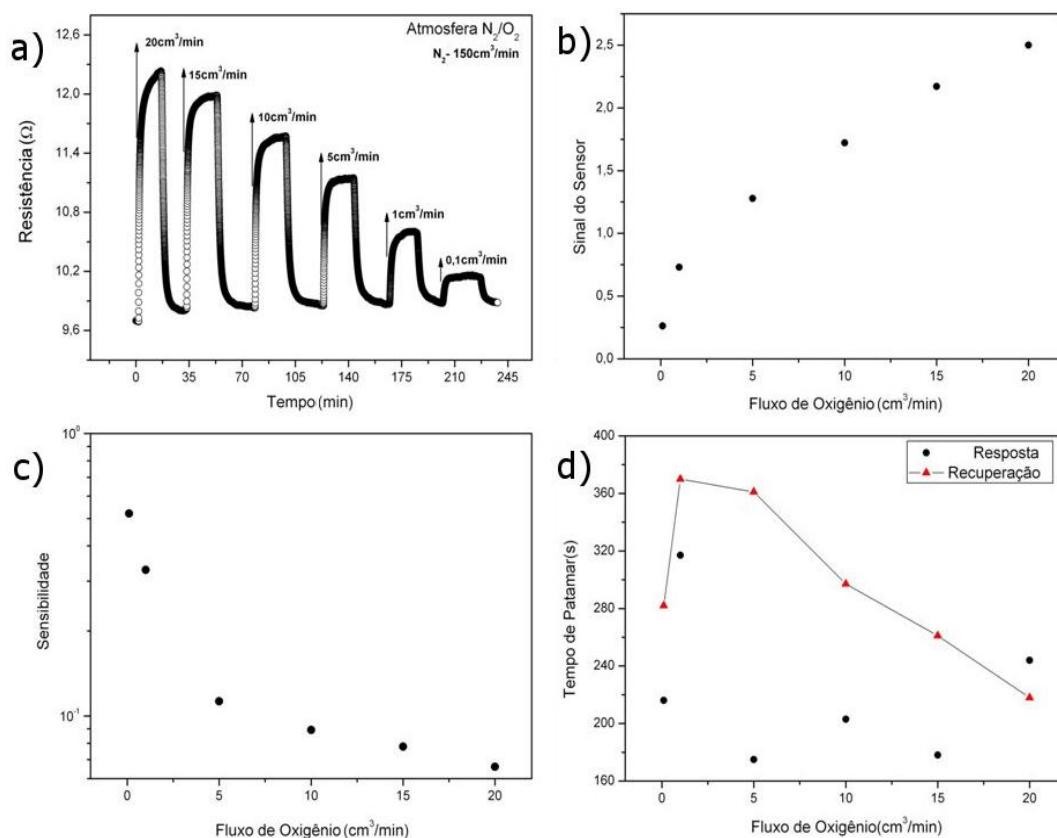 a)
Atmosfera N₂/O₂
N₂- 150cm³/min
20cm³/min
15cm³/min
10cm³/min
5cm³/min
1cm³/min
0,1cm³/min
12,6
12,0
11,4
10,8
10,2
9,6
Resistência (Ω)
0 35 70 105 140 175 210 245
Tempo (min)
b)
2,5
2,0
1,5
1,0
0,5
0,0
Sinal do Sensor
0 5 10 15 20
Fluxo de Oxigênio (cm³/min)
c)
10⁰
10⁻¹
Sensibilidade
0 5 10 15 20
Fluxo de Oxigênio (cm³/min)
d)
Resposta
Recuperação
400
360
320
280
240
200
160
Tempo de Patamar(s)
0 5 10 15 20
Fluxo de Oxigênio(cm³/min)